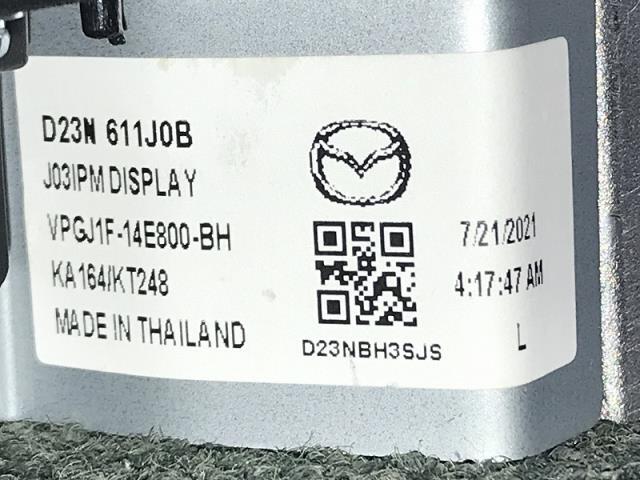 D23N 611J0B
J03IPM DISPLAY
VPGJ1F-14E800-BH
KA164/KT248
MADE IN THAILAND
D23NBH3SJS
7/21/2021
4:17:47 AM
L